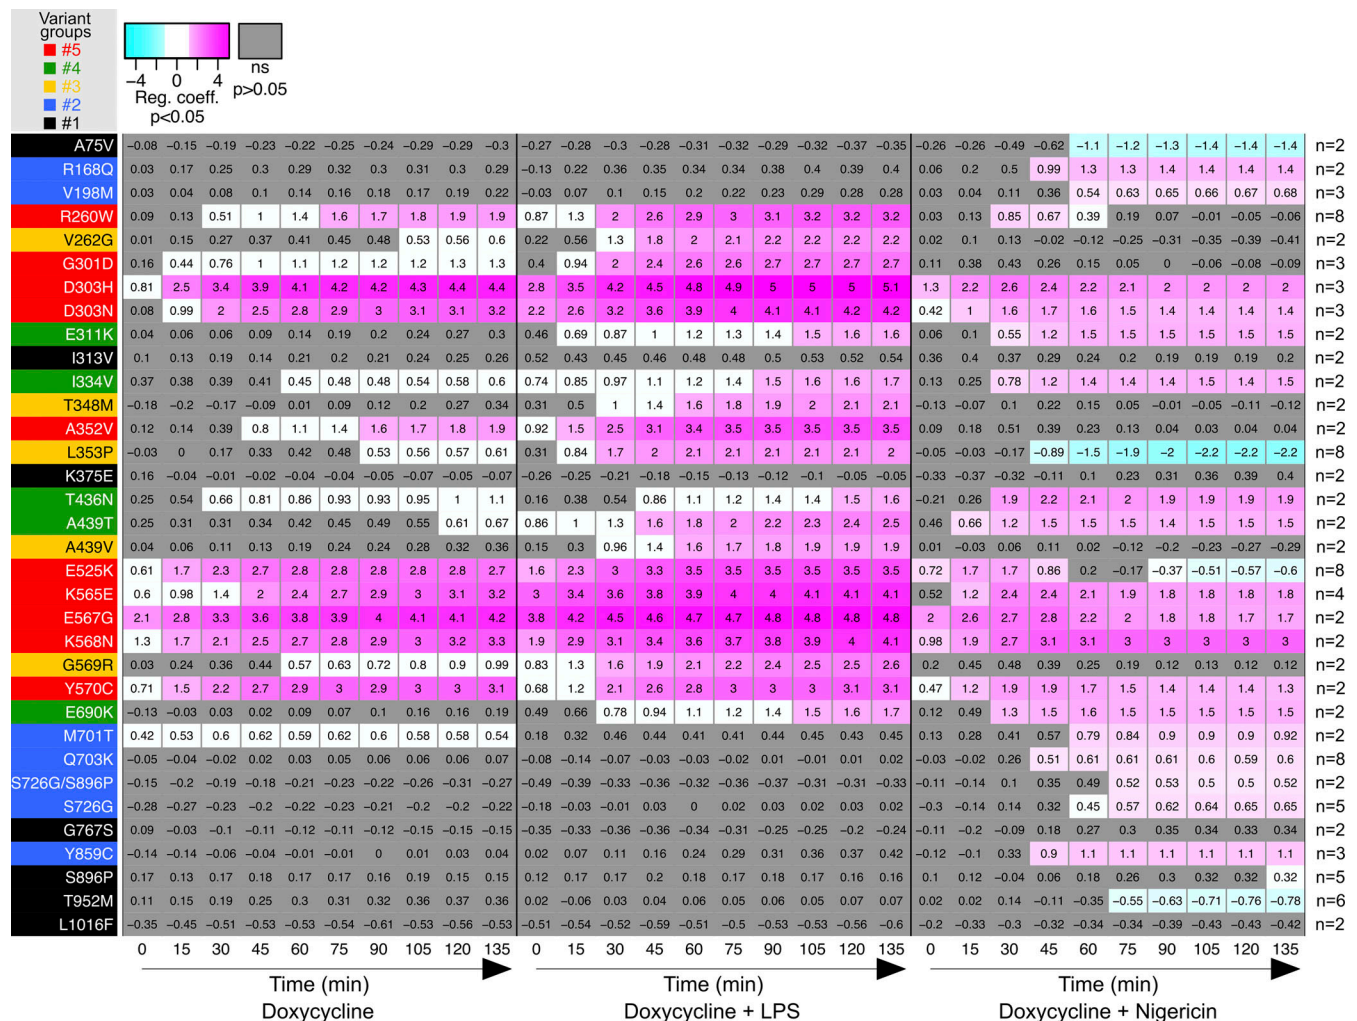 Variant
groups
#5
#4
#3
#2
#1
−4 0 4
Reg. coeff.
p<0.05
ns
p>0.05
A75V −0.08 −0.15 −0.19 −0.23 −0.22 −0.25 −0.24 −0.29 −0.29 −0.3 −0.27 −0.28 −0.3 −0.28 −0.31 −0.32 −0.29 −0.32 −0.37 −0.35 −0.26 −0.26 −0.49 −0.62 −1.1 −1.2 −1.3 −1.4 −1.4 −1.4 n=2
R168Q 0.03 0.17 0.25 0.3 0.29 0.32 0.3 0.31 0.3 0.29 −0.13 0.22 0.36 0.35 0.34 0.34 0.38 0.4 0.39 0.4 0.06 0.2 0.5 0.99 1.3 1.3 1.4 1.4 1.4 1.4 n=2
V198M 0.03 0.04 0.08 0.1 0.14 0.16 0.18 0.17 0.19 0.22 −0.03 0.07 0.1 0.15 0.2 0.22 0.23 0.29 0.28 0.28 0.03 0.04 0.11 0.36 0.54 0.63 0.65 0.66 0.67 0.68 n=3
R260W 0.09 0.13 0.51 1 1.4 1.6 1.7 1.8 1.9 1.9 0.87 1.3 2 2.6 2.9 3 3.1 3.2 3.2 3.2 0.03 0.13 0.85 0.67 0.39 0.19 0.07 −0.01 −0.05 −0.06 n=8
V262G 0.01 0.15 0.27 0.37 0.41 0.45 0.48 0.53 0.56 0.6 0.22 0.56 1.3 1.8 2 2.1 2.2 2.2 2.2 2.2 0.02 0.1 0.13 −0.02 −0.12 −0.25 −0.31 −0.35 −0.39 −0.41 n=2
G301D 0.16 0.44 0.76 1 1.1 1.2 1.2 1.2 1.3 1.3 0.4 0.94 2 2.4 2.6 2.6 2.7 2.7 2.7 2.7 0.11 0.38 0.43 0.26 0.15 0.05 0 −0.06 −0.08 −0.09 n=3
D303H 0.81 2.5 3.4 3.9 4.1 4.2 4.2 4.3 4.4 4.4 2.8 3.5 4.2 4.5 4.8 4.9 5 5 5 5.1 1.3 2.2 2.6 2.4 2.2 2.1 2 2 2 2 n=3
D303N 0.08 0.99 2 2.5 2.8 2.9 3 3.1 3.1 3.2 2.2 2.6 3.2 3.6 3.9 4 4.1 4.1 4.2 4.2 0.42 1 1.6 1.7 1.6 1.5 1.4 1.4 1.4 1.4 n=3
E311K 0.04 0.06 0.06 0.09 0.14 0.19 0.2 0.24 0.27 0.3 0.46 0.69 0.87 1 1.2 1.3 1.4 1.5 1.6 1.6 0.06 0.1 0.55 1.2 1.5 1.5 1.5 1.5 1.5 1.5 n=2
I313V 0.1 0.13 0.19 0.14 0.21 0.2 0.21 0.24 0.25 0.26 0.52 0.43 0.45 0.46 0.48 0.48 0.5 0.53 0.52 0.54 0.36 0.4 0.37 0.29 0.24 0.2 0.19 0.19 0.19 0.2 n=2
I334V 0.37 0.38 0.39 0.41 0.45 0.48 0.48 0.54 0.58 0.6 0.74 0.85 0.97 1.1 1.2 1.4 1.5 1.6 1.6 1.7 0.13 0.25 0.78 1.2 1.4 1.4 1.5 1.5 1.4 1.5 n=2
T348M −0.18 −0.2 −0.17 −0.09 0.01 0.09 0.12 0.2 0.27 0.34 0.31 0.5 1 1.4 1.6 1.8 1.9 2 2.1 2.1 −0.13 −0.07 0.1 0.22 0.15 0.05 −0.01 −0.05 −0.11 −0.12 n=2
A352V 0.12 0.14 0.39 0.8 1.1 1.4 1.6 1.7 1.8 1.9 0.92 1.5 2.5 3.1 3.4 3.5 3.5 3.5 3.5 3.5 0.09 0.18 0.51 0.39 0.23 0.13 0.04 0.03 0.04 0.04 n=2
L353P −0.03 0 0.17 0.33 0.42 0.48 0.53 0.56 0.57 0.61 0.31 0.84 1.7 2 2.1 2.1 2.1 2.1 2.1 2 −0.05 −0.03 −0.17 −0.89 −1.5 −1.9 −2 −2.2 −2.2 −2.2 n=8
K375E 0.16 −0.04 −0.01 −0.02 −0.04 −0.04 −0.05 −0.07 −0.05 −0.07 −0.26 −0.25 −0.21 −0.18 −0.15 −0.13 −0.12 −0.1 −0.05 −0.05 −0.33 −0.37 −0.32 −0.11 0.1 0.23 0.31 0.36 0.39 0.4 n=2
T436N 0.25 0.54 0.66 0.81 0.86 0.93 0.93 0.95 1 1.1 0.16 0.38 0.54 0.86 1.1 1.2 1.4 1.4 1.5 1.6 −0.21 0.26 1.9 2.2 2.1 2 1.9 1.9 1.9 1.9 n=2
A439T 0.25 0.31 0.31 0.34 0.42 0.45 0.49 0.55 0.61 0.67 0.86 1 1.3 1.6 1.8 2 2.2 2.3 2.4 2.5 0.46 0.66 1.2 1.5 1.5 1.5 1.4 1.5 1.5 1.5 n=2
A439V 0.04 0.06 0.11 0.13 0.19 0.24 0.24 0.28 0.32 0.36 0.15 0.3 0.96 1.4 1.6 1.7 1.8 1.9 1.9 1.9 0.01 −0.03 0.06 0.11 0.02 −0.12 −0.2 −0.23 −0.27 −0.29 n=2
E525K 0.61 1.7 2.3 2.7 2.8 2.8 2.8 2.8 2.8 2.7 1.6 2.3 3 3.3 3.5 3.5 3.5 3.5 3.5 3.5 0.72 1.7 1.7 0.86 0.2 −0.17 −0.37 −0.51 −0.57 −0.6 n=8
K565E 0.6 0.98 1.4 2 2.4 2.7 2.9 3 3.1 3.2 3 3.4 3.6 3.8 3.9 4 4 4.1 4.1 4.1 0.52 1.2 2.4 2.4 2.1 1.9 1.8 1.8 1.8 1.8 n=4
E567G 2.1 2.8 3.3 3.6 3.8 3.9 4 4.1 4.1 4.2 3.8 4.2 4.5 4.6 4.7 4.7 4.8 4.8 4.8 4.8 2 2.6 2.7 2.8 2.2 2 1.8 1.8 1.7 1.7 n=2
K568N 1.3 1.7 2.1 2.5 2.7 2.8 2.9 3 3.2 3.3 1.9 2.9 3.1 3.4 3.6 3.7 3.8 3.9 4 4.1 0.98 1.9 2.7 3.1 3.1 3 3 3 3 3 n=2
G569R 0.03 0.24 0.36 0.44 0.57 0.63 0.72 0.8 0.9 0.99 0.83 1.3 1.6 1.9 2.1 2.2 2.4 2.5 2.5 2.6 0.2 0.45 0.48 0.39 0.25 0.19 0.12 0.13 0.12 0.12 n=2
Y570C 0.71 1.5 2.2 2.7 2.9 3 2.9 3 3 3.1 0.68 1.2 2.1 2.6 2.8 3 3 3 3.1 3.1 0.47 1.2 1.9 1.9 1.7 1.5 1.4 1.4 1.4 1.3 n=2
E690K −0.13 −0.03 0.03 0.02 0.09 0.07 0.1 0.16 0.16 0.19 0.49 0.66 0.78 0.94 1.1 1.2 1.4 1.5 1.6 1.7 0.12 0.49 1.3 1.5 1.6 1.5 1.5 1.5 1.5 1.5 n=2
M701T 0.42 0.53 0.6 0.62 0.59 0.62 0.6 0.58 0.58 0.54 0.18 0.32 0.46 0.44 0.41 0.41 0.44 0.45 0.43 0.45 0.13 0.28 0.41 0.57 0.79 0.84 0.9 0.9 0.9 0.92 n=2
Q703K −0.05 −0.04 −0.02 0.02 0.03 0.05 0.06 0.06 0.06 0.07 −0.08 −0.14 −0.07 −0.03 −0.03 −0.02 0.01 −0.01 0.01 0.02 −0.03 −0.02 0.26 0.51 0.61 0.61 0.61 0.6 0.59 0.6 n=8
S726G/S896P −0.15 −0.2 −0.19 −0.18 −0.21 −0.23 −0.22 −0.26 −0.31 −0.27 −0.49 −0.39 −0.33 −0.36 −0.32 −0.36 −0.37 −0.31 −0.31 −0.33 −0.11 −0.14 0.1 0.35 0.49 0.52 0.53 0.5 0.5 0.52 n=2
S726G −0.28 −0.27 −0.23 −0.2 −0.22 −0.23 −0.21 −0.2 −0.2 −0.22 −0.18 −0.03 −0.01 0.03 0 0.02 0.03 0.02 0.03 0.02 −0.3 −0.14 0.14 0.32 0.45 0.57 0.62 0.64 0.65 0.65 n=5
G767S 0.09 −0.03 −0.1 −0.11 −0.12 −0.11 −0.12 −0.15 −0.15 −0.15 −0.35 −0.33 −0.36 −0.36 −0.34 −0.31 −0.25 −0.25 −0.2 −0.24 −0.11 −0.2 −0.09 0.18 0.27 0.3 0.35 0.34 0.33 0.34 n=2
Y859C −0.14 −0.14 −0.06 −0.04 −0.01 −0.01 0 0.01 0.03 0.04 0.02 0.07 0.11 0.16 0.24 0.29 0.31 0.36 0.37 0.42 −0.12 −0.1 0.33 0.9 1.1 1.1 1.1 1.1 1.1 1.1 n=3
S896P 0.17 0.13 0.17 0.18 0.17 0.17 0.16 0.19 0.15 0.15 0.12 0.17 0.17 0.2 0.17 0.18 0.17 0.17 0.16 0.16 0.1 0.12 −0.04 0.06 0.18 0.26 0.3 0.32 0.32 0.32 n=5
T952M 0.11 0.15 0.19 0.25 0.3 0.31 0.32 0.36 0.37 0.36 0.02 −0.06 0.03 0.04 0.06 0.05 0.06 0.05 0.07 0.07 0.02 0.02 0.14 −0.11 −0.35 −0.55 −0.63 −0.71 −0.76 −0.78 n=6
L1016F −0.35 −0.45 −0.51 −0.53 −0.53 −0.54 −0.61 −0.53 −0.56 −0.53 −0.51 −0.54 −0.52 −0.59 −0.51 −0.5 −0.53 −0.53 −0.56 −0.6 −0.2 −0.33 −0.3 −0.32 −0.34 −0.34 −0.39 −0.43 −0.43 −0.42 n=2
0 15 30 45 60 75 90 105 120 135 0 15 30 45 60 75 90 105 120 135 0 15 30 45 60 75 90 105 120 135
Time (min) Time (min) Time (min)
Doxycycline Doxycycline + LPS Doxycycline + Nigericin